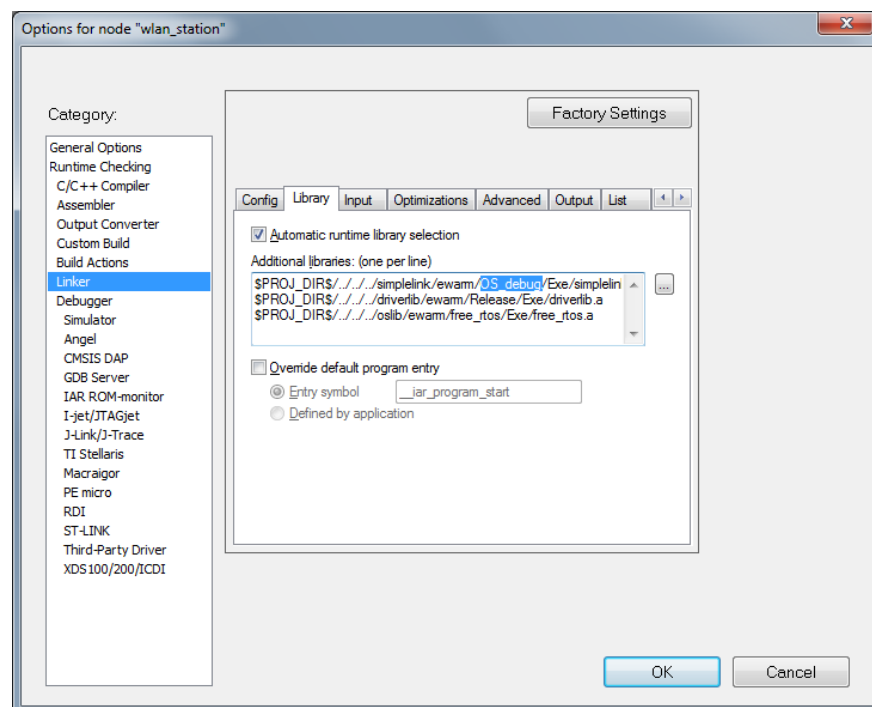 Options for node "wlan_station"
Category:
Factory Settings
General Options
Runtime Checking
C/C++ Compiler
Assembler
Output Converter
Custom Build
Build Actions
Linker
Debugger
Simulator
Angel
CMSIS DAP
GDB Server
IAR ROM-monitor
I-jet/JTAGjet
J-Link/J-Trace
TI Stellaris
Macraigor
PE micro
RDI
ST-LINK
Third-Party Driver
XDS100/200/ICDI
Config Library Input Optimizations Advanced Output List
Automatic runtime library selection
Additional libraries: (one per line)
$PROJ_DIR$/../../../simplelink/ewarm/OS_debug/Exe/simplelin
$PROJ_DIR$/../../../driverlib/ewarm/Release/Exe/driverlib.a
$PROJ_DIR$/../../../oslib/ewarm/free_rtos/Exe/free_rtos.a
...
Override default program entry
Entry symbol __iar_program_start
Defined by application
OK Cancel